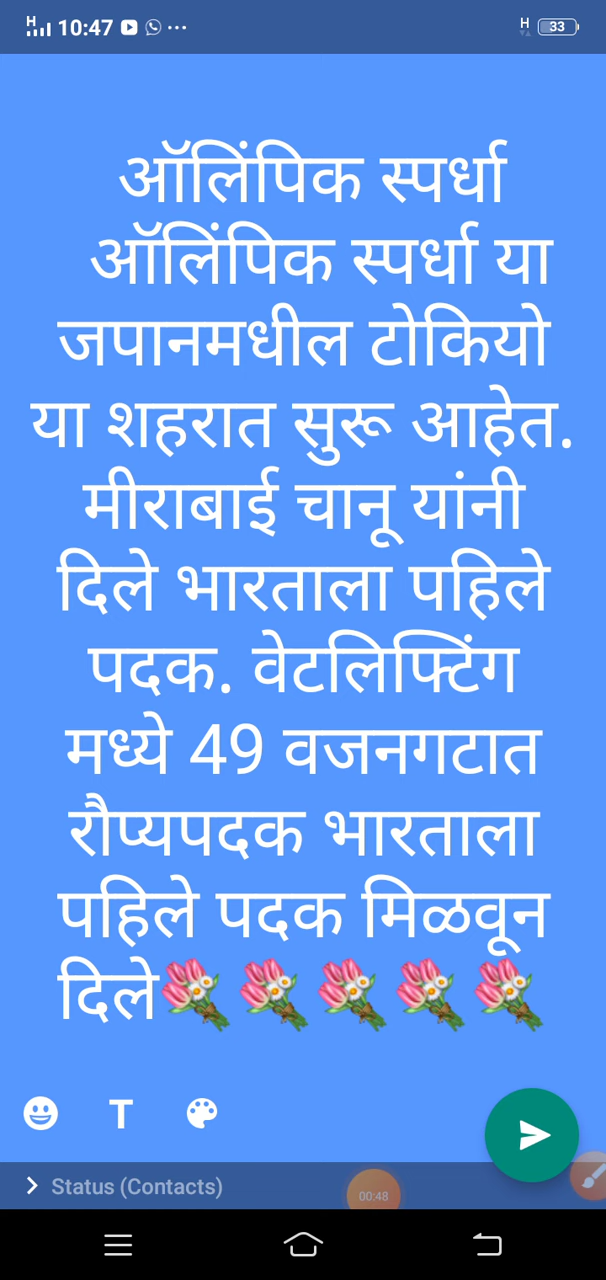 H 10:47 ... H 33
ऑलिंपिक स्पर्धा
ऑलिंपिक स्पर्धा या
जपानमधील टोकियो
या शहरात सुरू आहेत.
मीराबाई चानू यांनी
दिले भारताला पहिले
पदक. वेटलिफ्टिंग
मध्ये 49 वजनगटात
रौप्यपदक भारताला
पहिले पदक मिळवून
दिले💐💐💐💐💐
T
Status (Contacts)
00:48